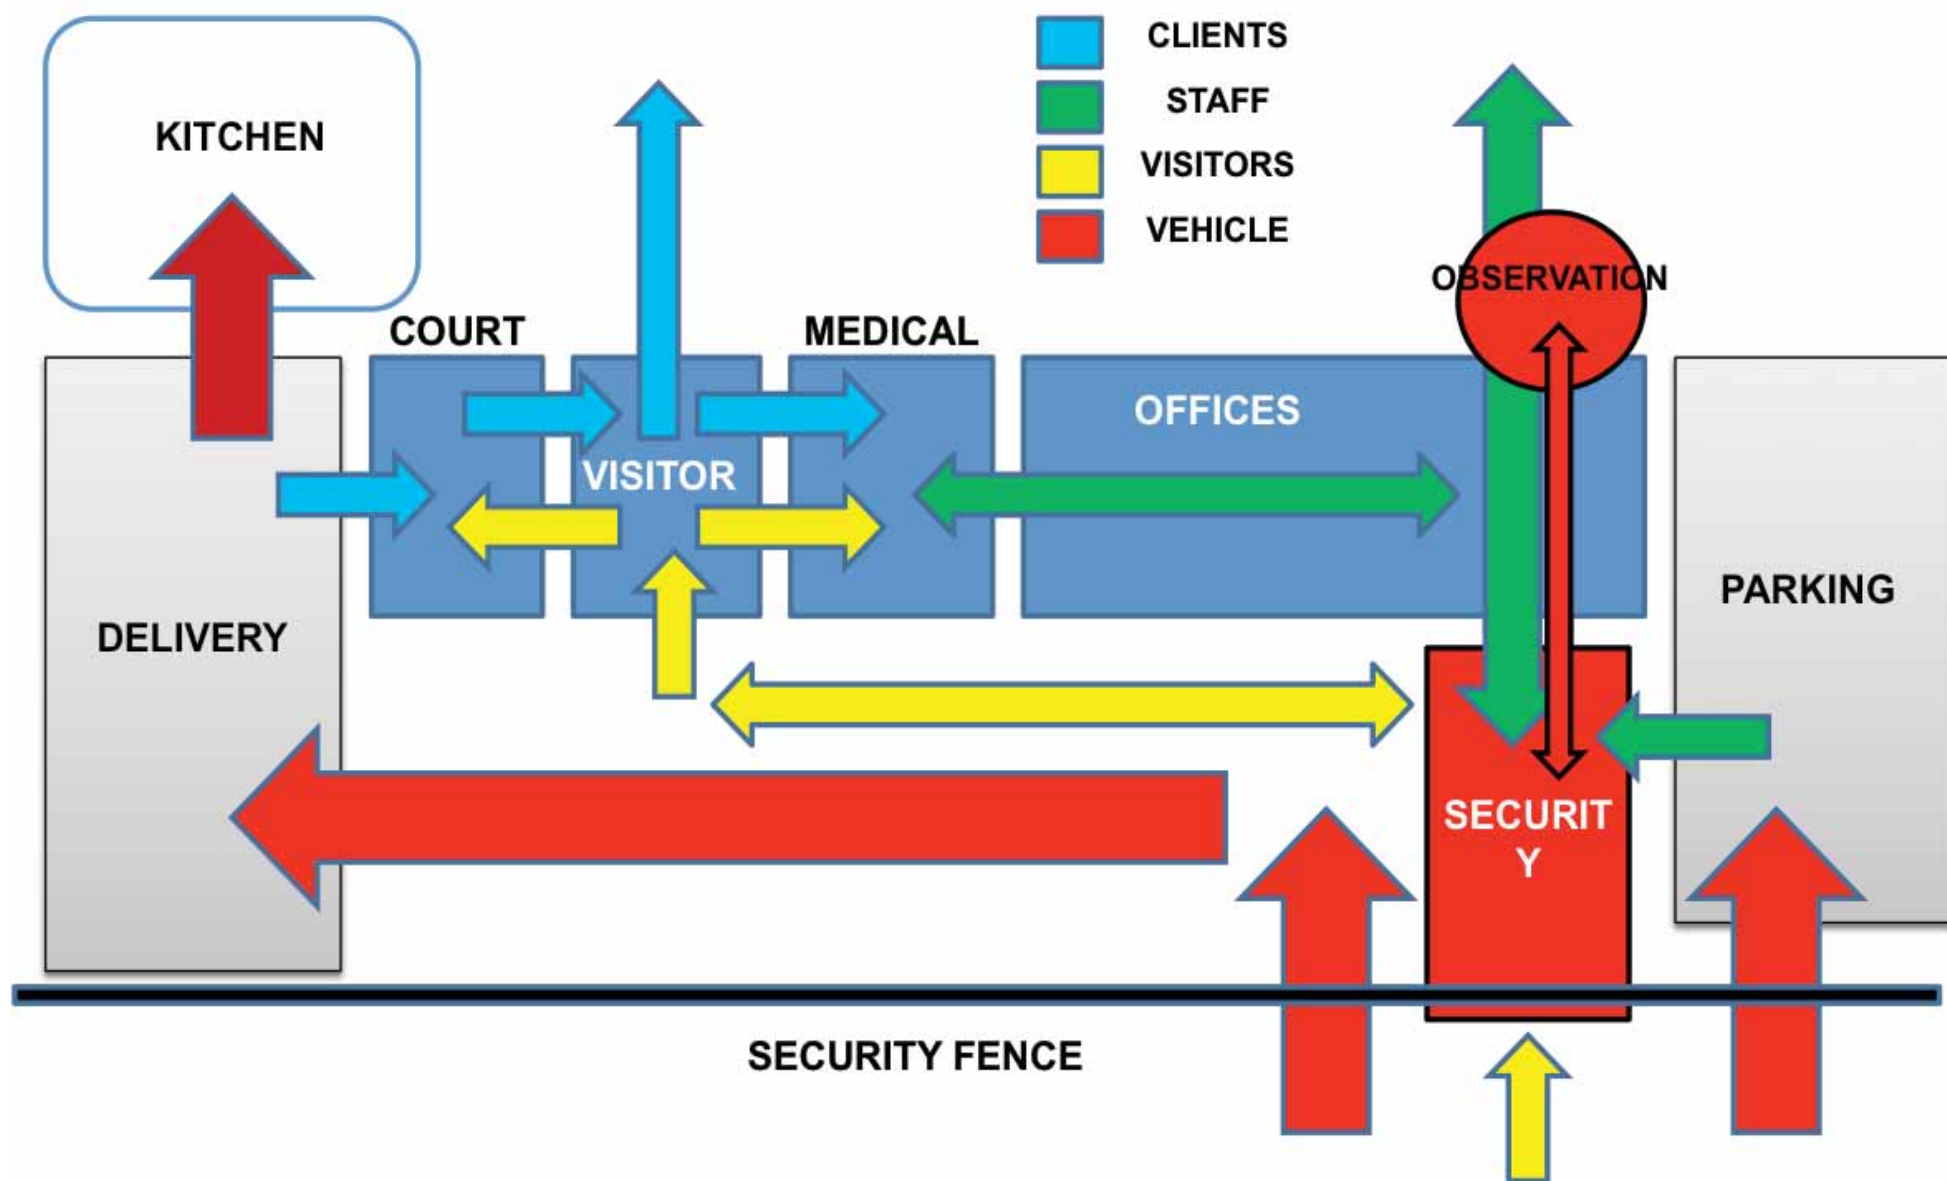 CLIENTS
STAFF
VISITORS
VEHICLE
KITCHEN
OBSERVATION
COURT
MEDICAL
OFFICES
VISITOR
DELIVERY
PARKING
SECURIT
Y
SECURITY FENCE